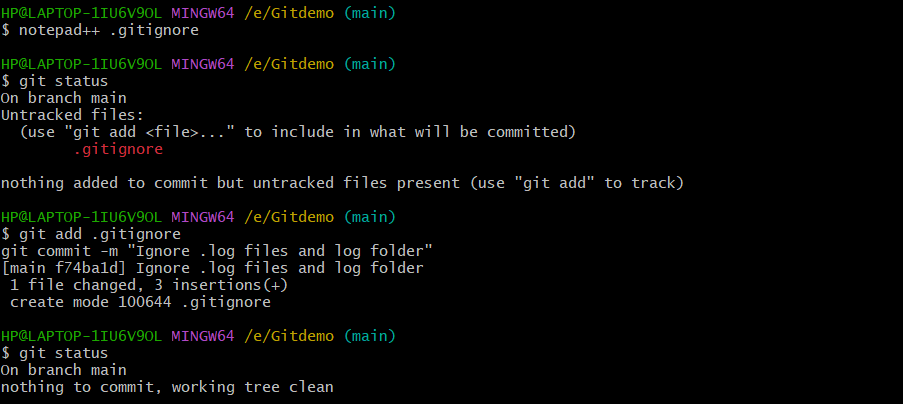 HP@LAPTOP-1IU6V9OL MINGW64 /e/Gitdemo (main)
$ notepad++ .gitignore
HP@LAPTOP-1IU6V9OL MINGW64 /e/Gitdemo (main)
$ git status
On branch main
Untracked files:
  (use "git add <file>..." to include in what will be committed)
        .gitignore
nothing added to commit but untracked files present (use "git add" to track)
HP@LAPTOP-1IU6V9OL MINGW64 /e/Gitdemo (main)
$ git add .gitignore
git commit -m "Ignore .log files and log folder"
[main f74ba1d] Ignore .log files and log folder
 1 file changed, 3 insertions(+)
 create mode 100644 .gitignore
HP@LAPTOP-1IU6V9OL MINGW64 /e/Gitdemo (main)
$ git status
On branch main
nothing to commit, working tree clean